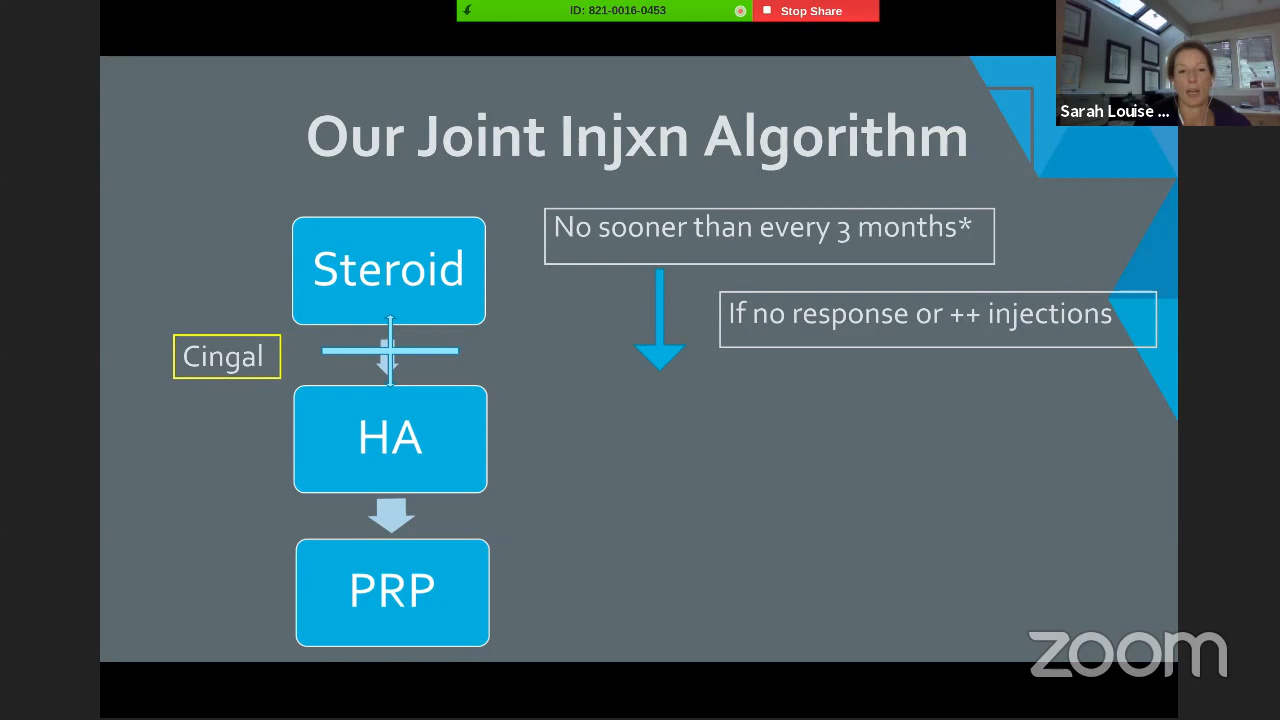 ID: 821-0016-0453
Stop Share
Sarah Louise ...
Our Joint Injxn Algorithm
Steroid
No sooner than every 3 months*
If no response or ++ injections
Cingal
HA
PRP
zoom